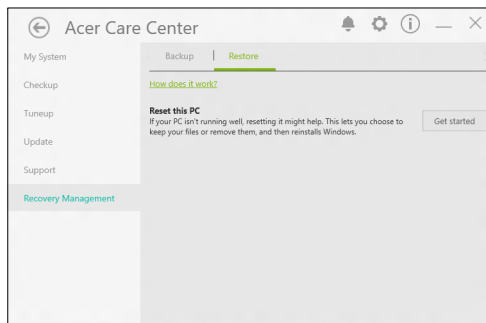 Acer Care Center
My System
Checkup
Tuneup
Update
Support
Recovery Management
Backup
Restore
How does it work?
Reset this PC
If your PC isn't running well, resetting it might help. This lets you choose to
keep your files or remove them, and then reinstalls Windows.
Get started